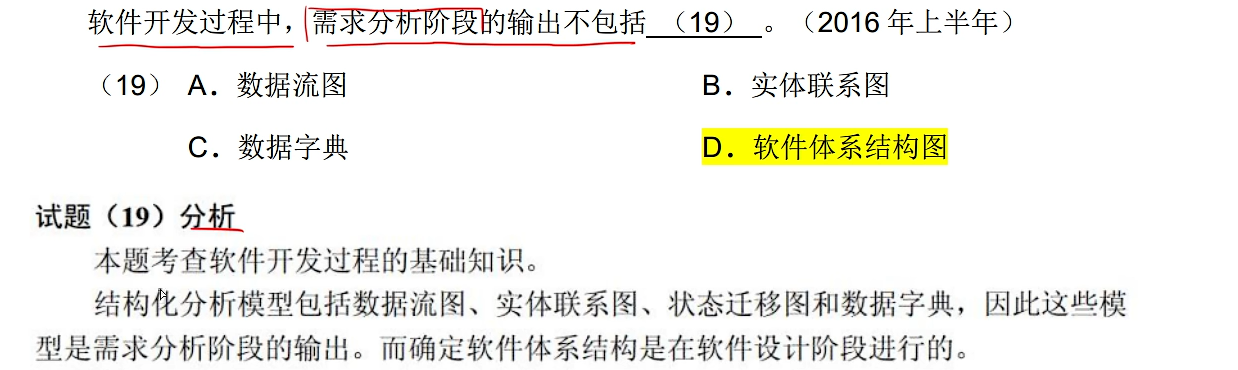 软件开发过程中，需求分析阶段的输出不包括 （19） 。（2016 年上半年）
（19） A．数据流图 B．实体联系图
C．数据字典 D．软件体系结构图
试题（19）分析
本题考查软件开发过程的基础知识。
结构化分析模型包括数据流图、实体联系图、状态迁移图和数据字典，因此这些模
型是需求分析阶段的输出。而确定软件体系结构是在软件设计阶段进行的。